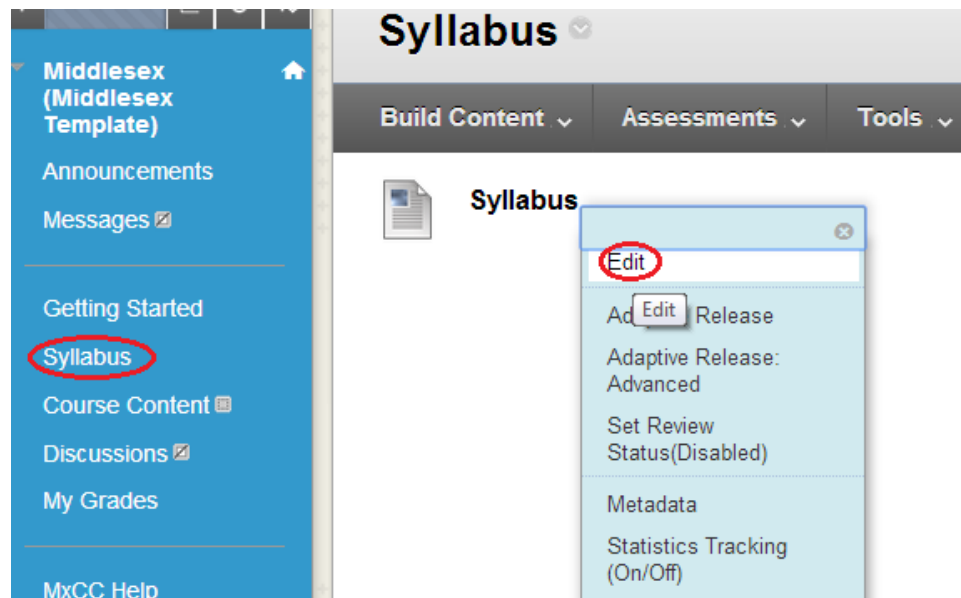 Middlesex
(Middlesex
Template)
Announcements
Messages
Getting Started
Syllabus
Course Content
Discussions
My Grades
MxCC Help
Syllabus
Build Content
Assessments
Tools
Syllabus
Edit
Edit
Release
Adaptive Release:
Advanced
Set Review
Status(Disabled)
Metadata
Statistics Tracking
(On/Off)